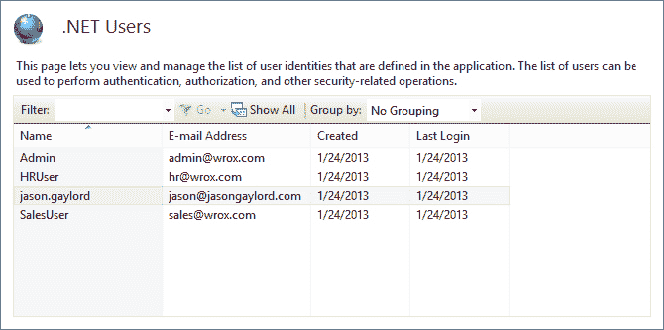 .NET Users
This page lets you view and manage the list of user identities that are defined in the application. The list of users can be
used to perform authentication, authorization, and other security-related operations.
Filter: Go Show All Group by: No Grouping
Name E-mail Address Created Last Login
Admin admin@wrox.com 1/24/2013 1/24/2013
HRUser hr@wrox.com 1/24/2013 1/24/2013
jason.gaylord jason@jasongaylord.com 1/24/2013 1/24/2013
SalesUser sales@wrox.com 1/24/2013 1/24/2013